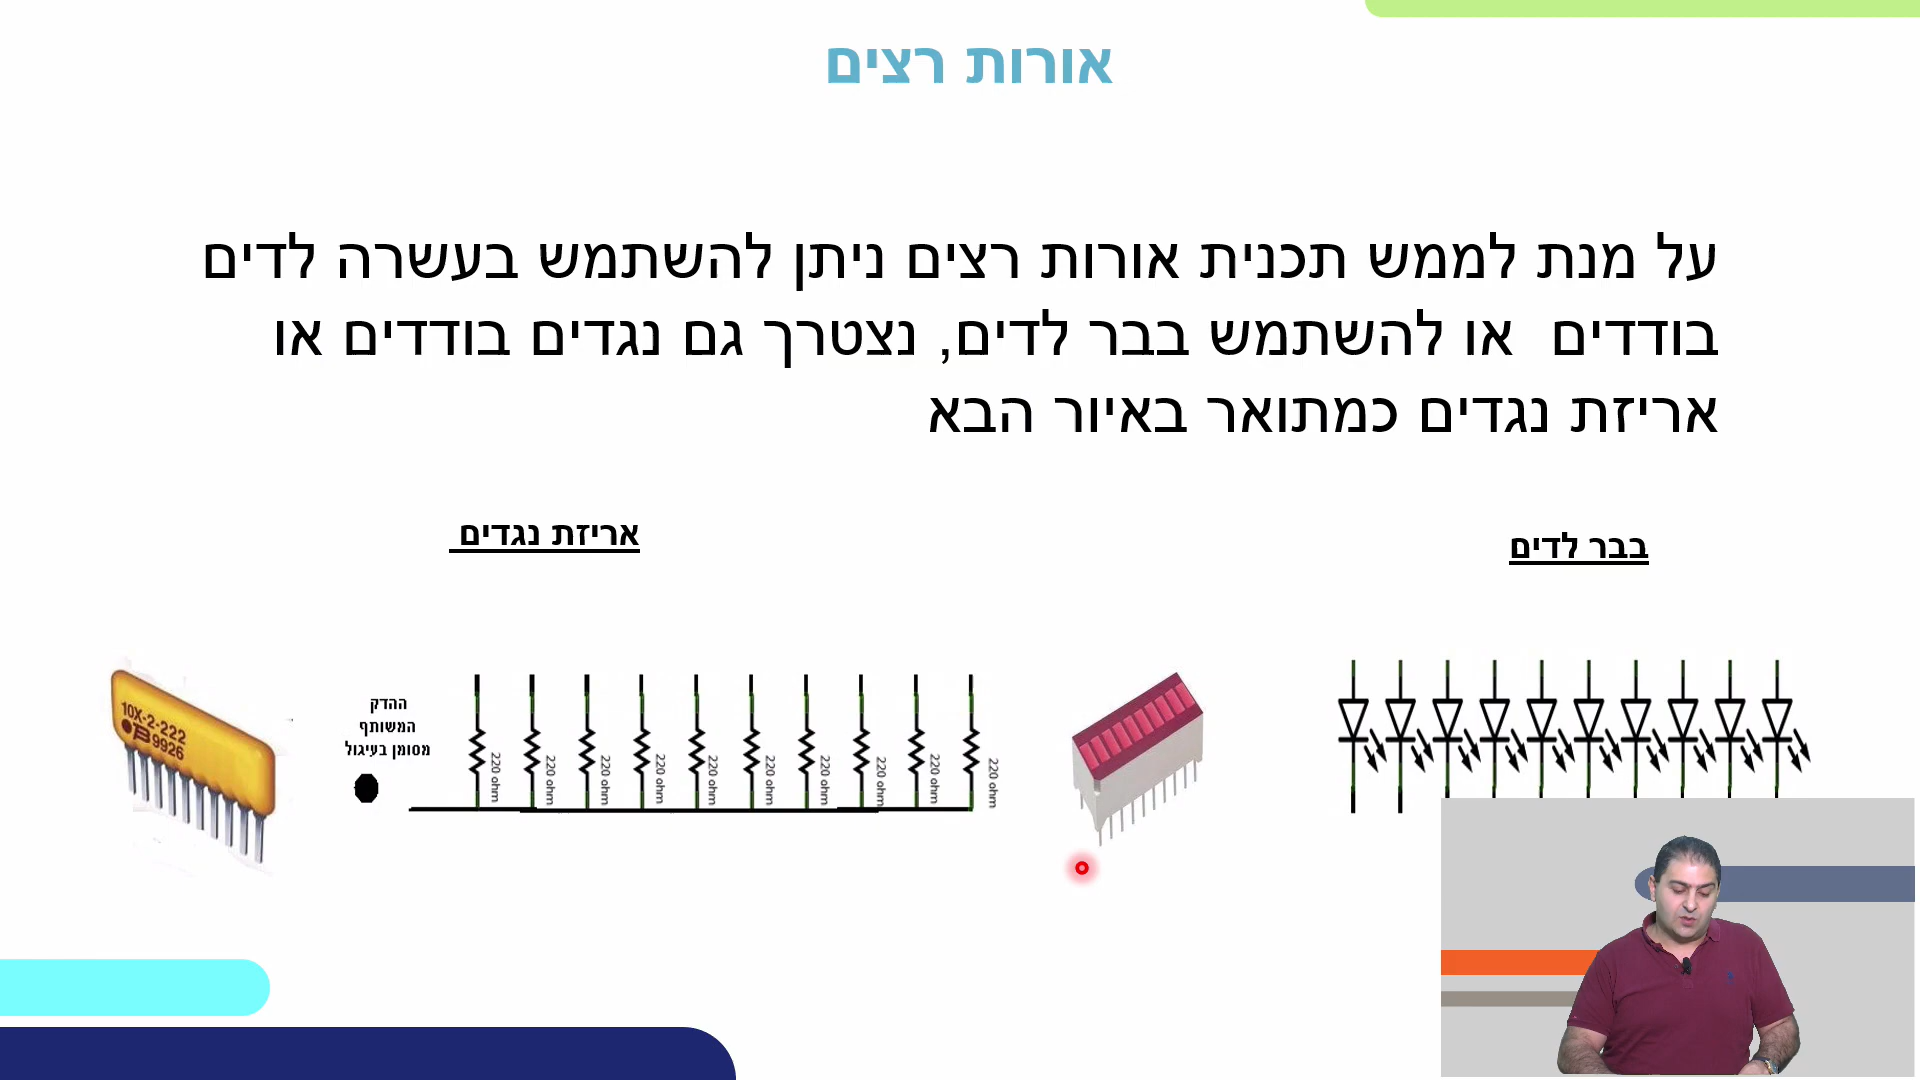 אורות רצים
על מנת לממש תכנית אורות רצים ניתן להשתמש בעשרה לדים
בודדים  או להשתמש בבר לדים, נצטרך גם נגדים בודדים או
אריזת נגדים כמתואר באיור הבא
בבר לדים
אריזת נגדים
ההדק
המשותף
מסומן בעיגול
220 ohm
220 ohm
220 ohm
220 ohm
220 ohm
220 ohm
220 ohm
220 ohm
220 ohm
220 ohm
10X-2-222
9926